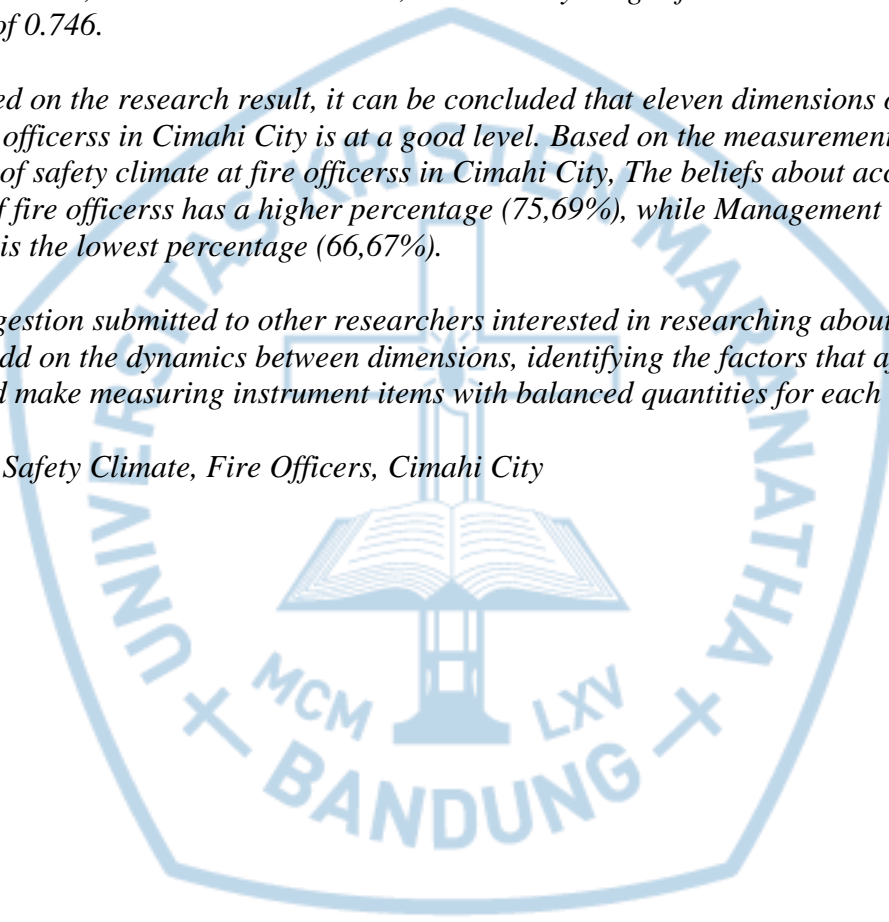 of 0.746.
ed on the research result, it can be concluded that eleven dimensions
officerss in Cimahi City is at a good level. Based on the measurement
of safety climate at fire officerss in Cimahi City, The beliefs about
fire officerss has a higher percentage (75,69%), while Management
is the lowest percentage (66,67%).
gestion submitted to other researchers interested in researching about
dd on the dynamics between dimensions, identifying the factors that
d make measuring instrument items with balanced quantities for each
Safety Climate, Fire Officers, Cimahi City
UNIVERSITAS KRISTEN MARANATHA
MCM LXV
BANDUNG